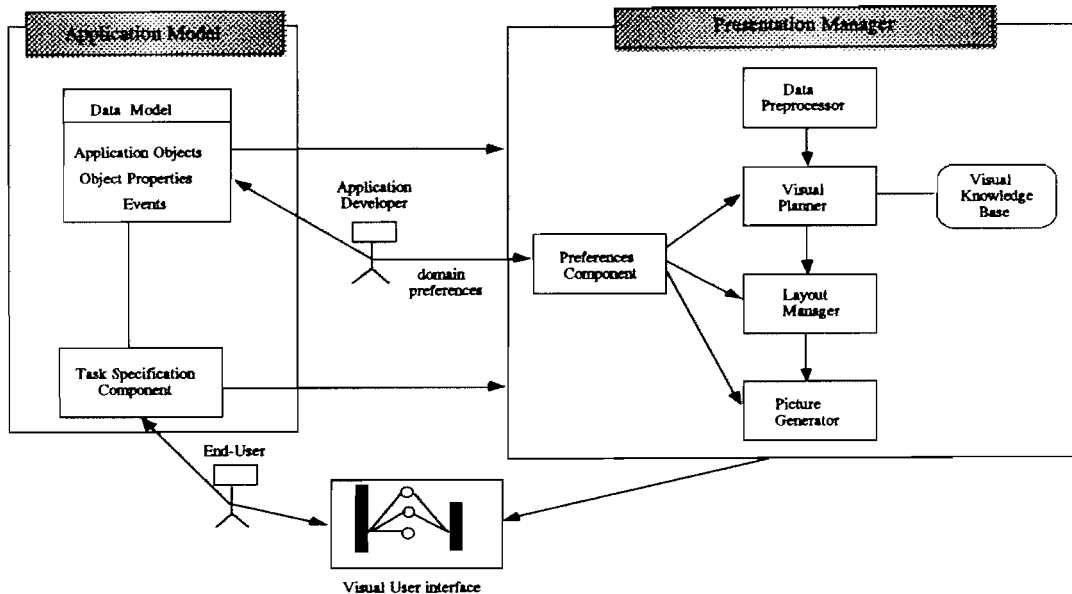 Application Model
Presentation Manager
Data Model
Application Objects
Object Properties
Events
Task Specification
Component
Application
Developer
domain
preferences
Preferences
Component
Data
Preprocessor
Visual
Planner
Visual
Knowledge
Base
Layout
Manager
Picture
Generator
End-User
Visual User interface